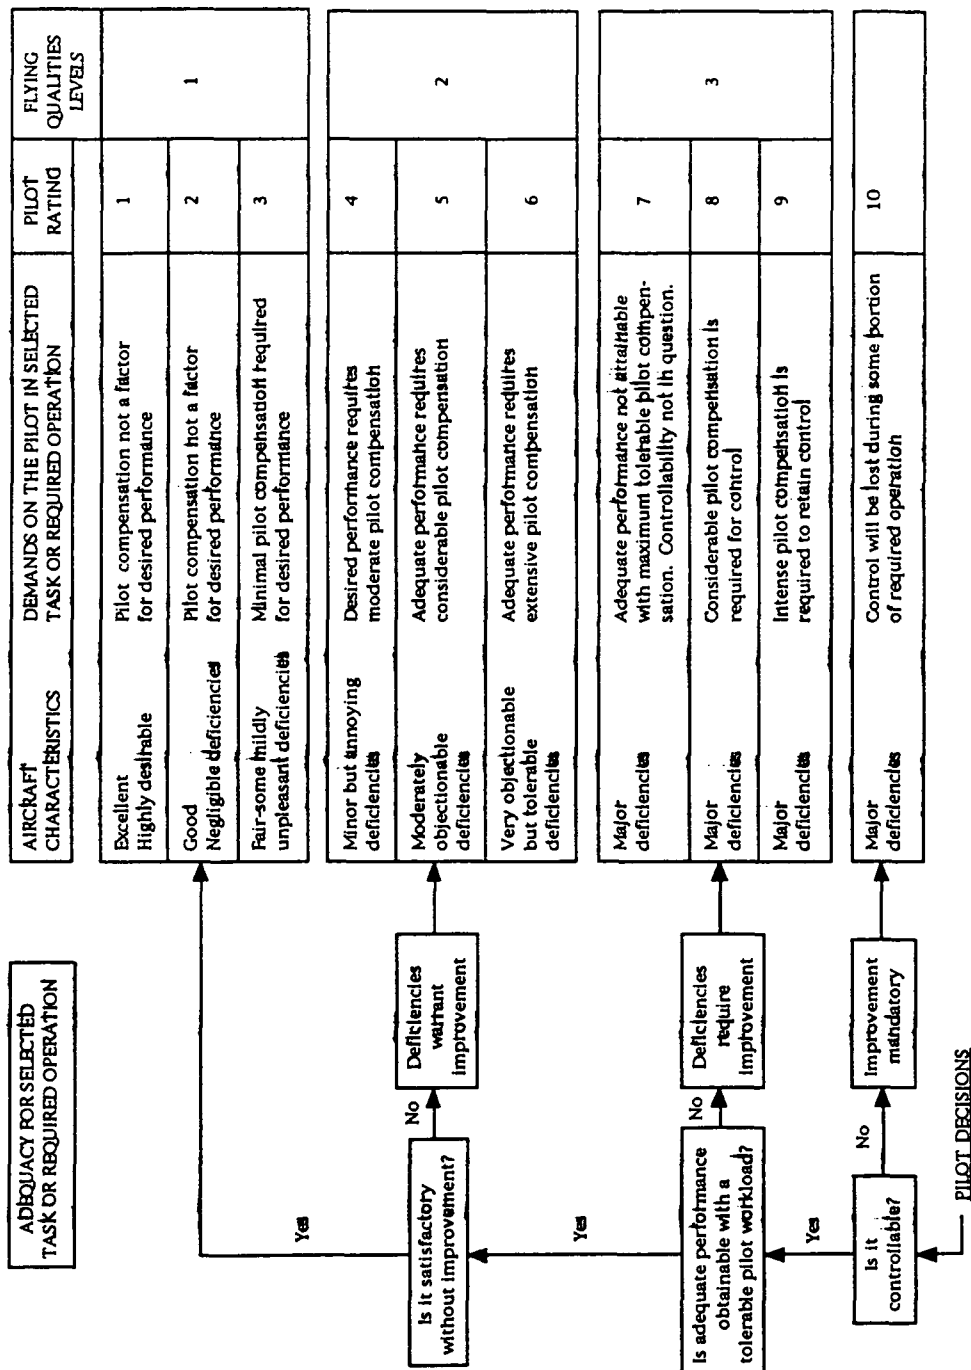 ADEQUACY FOR SELECTED
TASK OR REQUIRED OPERATION
AIRCRAFT
CHARACTERISTICS
DEMANDS ON THE PILOT IN SELECTED
TASK OR REQUIRED OPERATION
PILOT
RATING
FLYING
QUALITIES
LEVELS
Excellent
Highly desirable
Pilot compensation not a factor
for desired performance
1
Good
Negligible deficiencies
Pilot compensation not a factor
for desired performance
2
Fair-some mildly
unpleasant deficiencies
Minimal pilot compensation required
for desired performance
3
1
Minor but annoying
deficiencies
Desired performance requires
moderate pilot compensation
4
Moderately
objectionable
deficiencies
Adequate performance requires
considerable pilot compensation
5
Very objectionable
but tolerable
deficiencies
Adequate performance requires
extensive pilot compensation
6
2
Major
deficiencies
Adequate performance not attainable
with maximum tolerable pilot compen-
sation. Controllability not in question.
7
Major
deficiencies
Considerable pilot compensation is
required for control
8
Major
deficiencies
Intense pilot compensation is
required to retain control
9
3
Major
deficiencies
Control will be lost during some portion
of required operation
10
Yes
Is it satisfactory
without improvement?
No
Deficiencies
warrant
improvement
Yes
Is adequate performance
obtainable with a
tolerable pilot workload?
No
Deficiencies
require
improvement
Yes
Is it
controllable?
No
Improvement
mandatory
PILOT DECISIONS